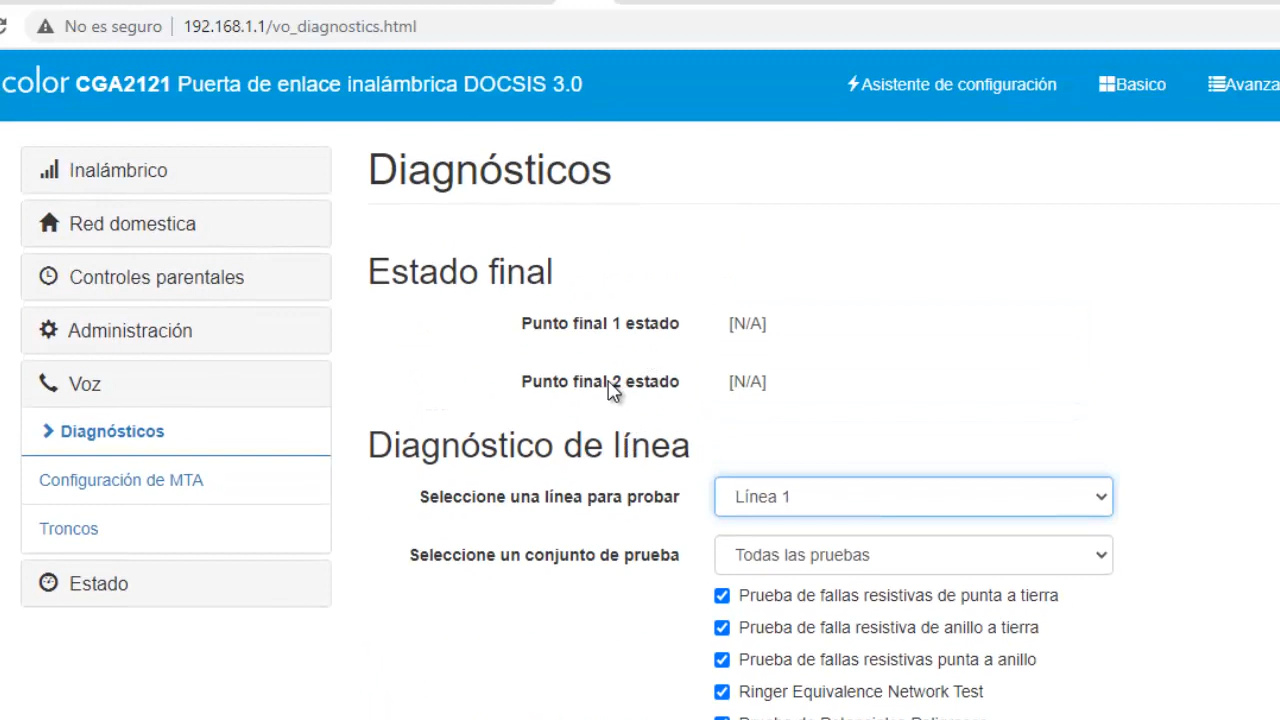 No es seguro 192.168.1.1/vo_diagnostics.html
color CGA2121 Puerta de enlace inalámbrica DOCSIS 3.0
Asistente de configuración
Basico
Avanza
Inalámbrico
Red domestica
Controles parentales
Administración
Voz
Diagnósticos
Configuración de MTA
Troncos
Estado
Diagnósticos
Estado final
Punto final 1 estado [N/A]
Punto final 2 estado [N/A]
Diagnóstico de línea
Seleccione una línea para probar Línea 1
Seleccione un conjunto de prueba Todas las pruebas
Prueba de fallas resistivas de punta a tierra
Prueba de falla resistiva de anillo a tierra
Prueba de fallas resistivas punta a anillo
Ringer Equivalence Network Test